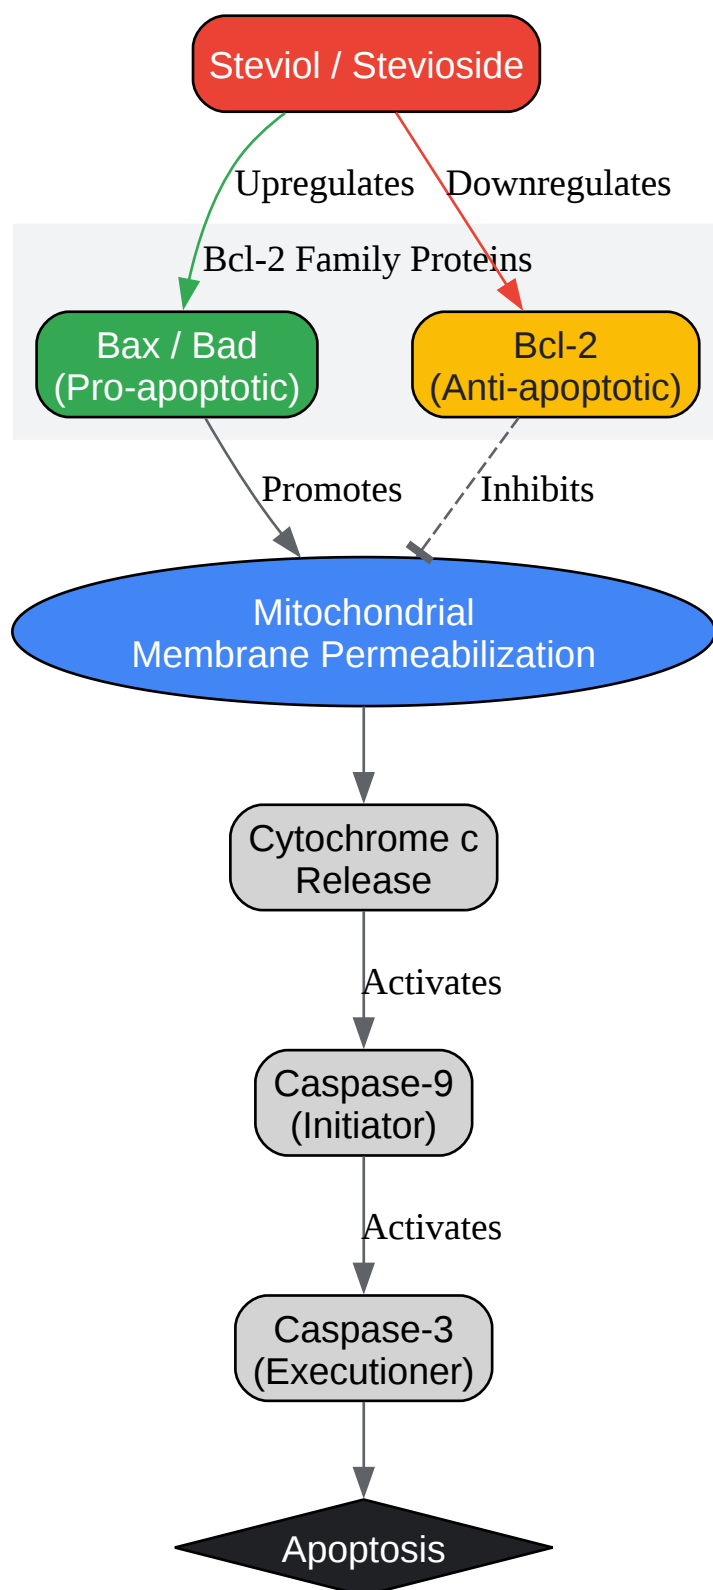 Steviol / Stevioside
Upregulates
Downregulates
Bcl-2 Family Proteins
Bax / Bad
(Pro-apoptotic)
Bcl-2
(Anti-apoptotic)
Promotes
Inhibits
Mitochondrial
Membrane Permeabilization
Cytochrome c
Release
Activates
Caspase-9
(Initiator)
Activates
Caspase-3
(Executioner)
Apoptosis